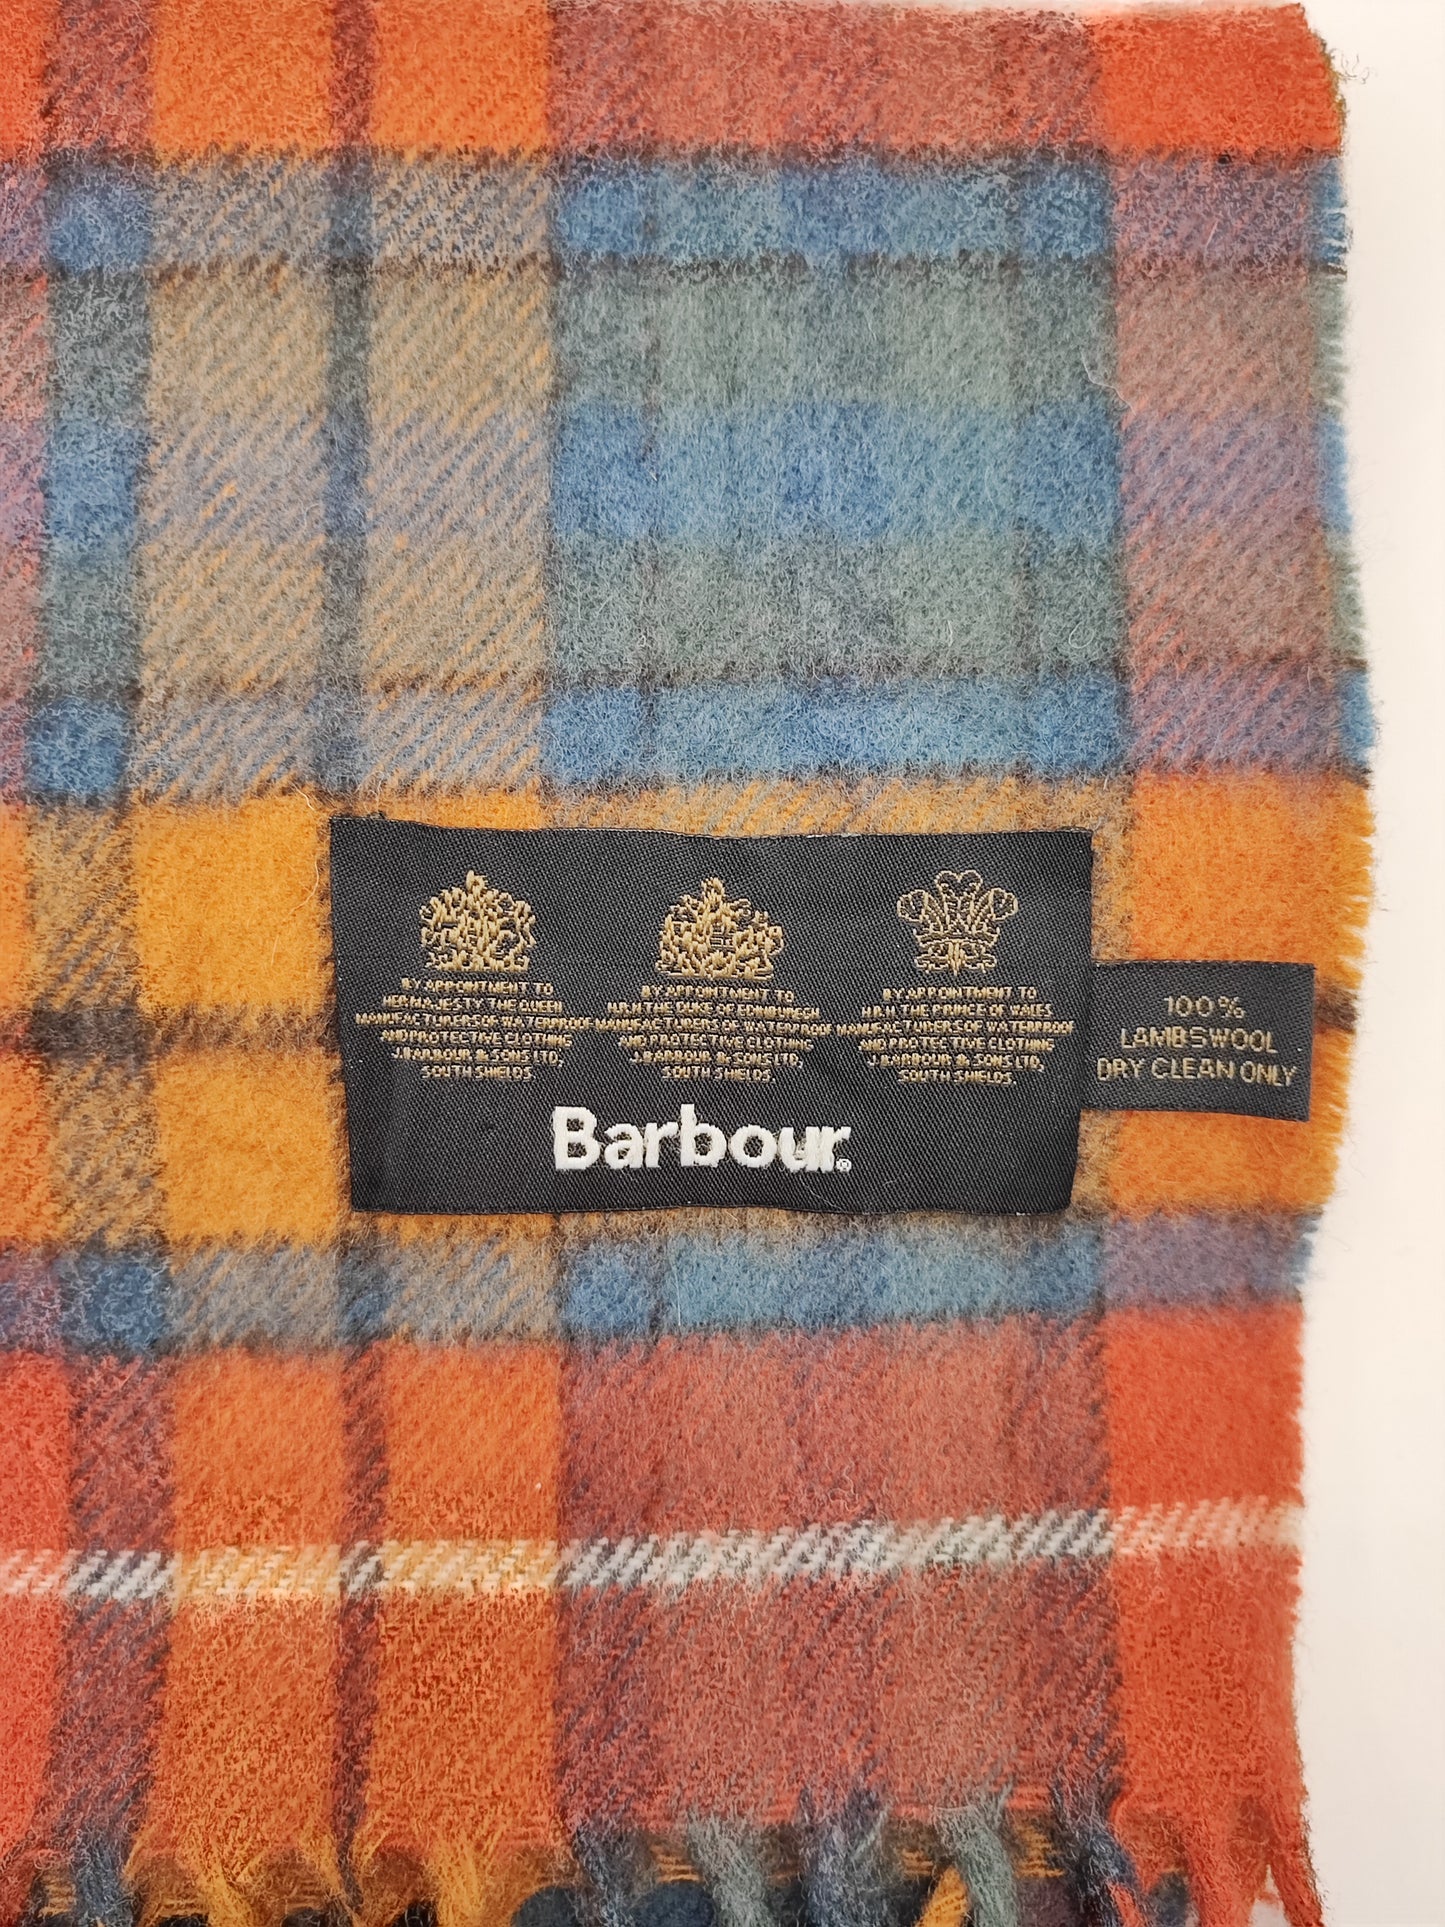 BY APPOINTMENT TO
HER MAJESTY THE QUEEN
MANUFACTURERS OF WATERPROOF
AND PROTECTIVE CLOTHING
J. BARBOUR & SONS LTD,
SOUTH SHIELDS.
BY APPOINTMENT TO
H.R.H. THE DUKE OF EDINBURGH
MANUFACTURERS OF WATERPROOF
AND PROTECTIVE CLOTHING
J. BARBOUR & SONS LTD,
SOUTH SHIELDS.
BY APPOINTMENT TO
H.R.H. THE PRINCE OF WALES
MANUFACTURERS OF WATERPROOF
AND PROTECTIVE CLOTHING
J. BARBOUR & SONS LTD,
SOUTH SHIELDS.
Barbour®
100%
LAMBSWOOL
DRY CLEAN ONLY